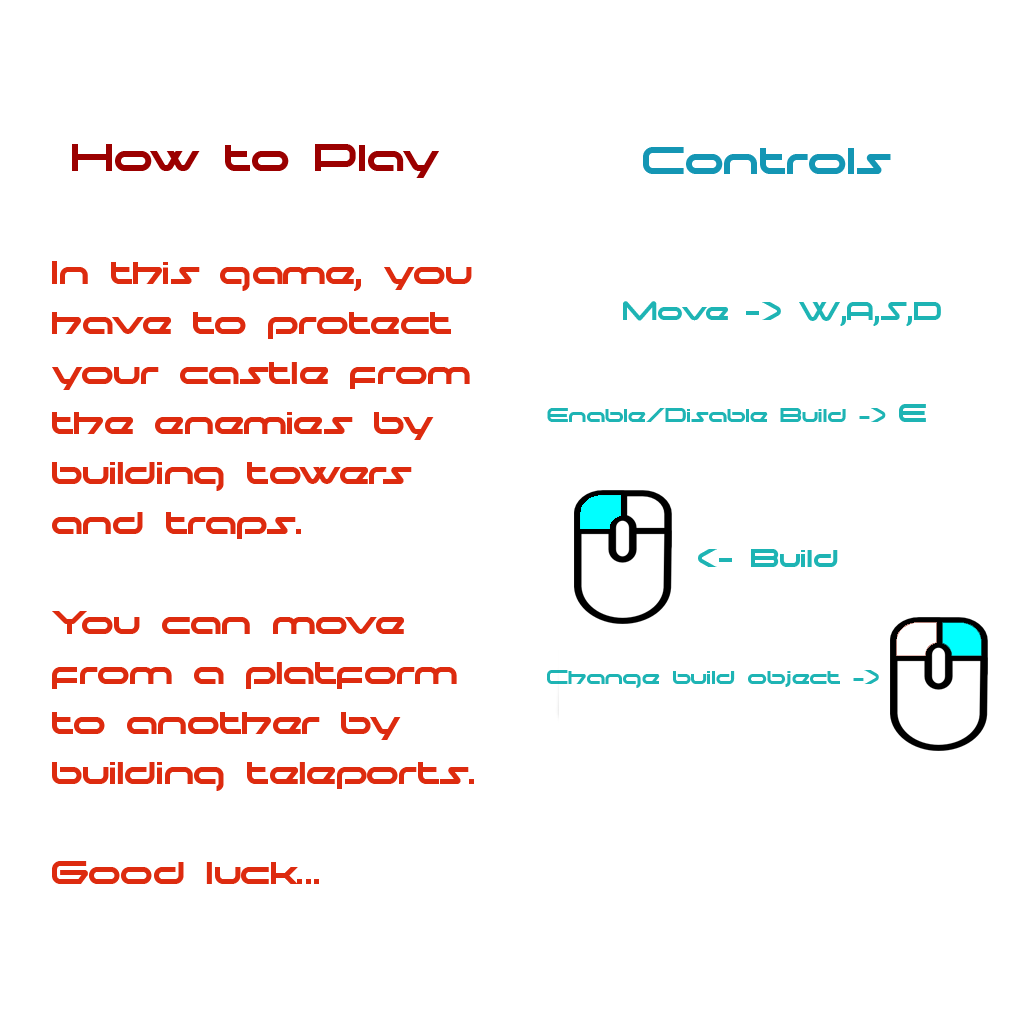 How to Play
In this game, you
have to protect
your castle from
the enemies by
building towers
and traps.
You can move
from a platform
to another by
building teleports.
Good luck...
Controls
Move -> W,A,S,D
Enable/Disable Build -> E
<- Build
Change build object ->